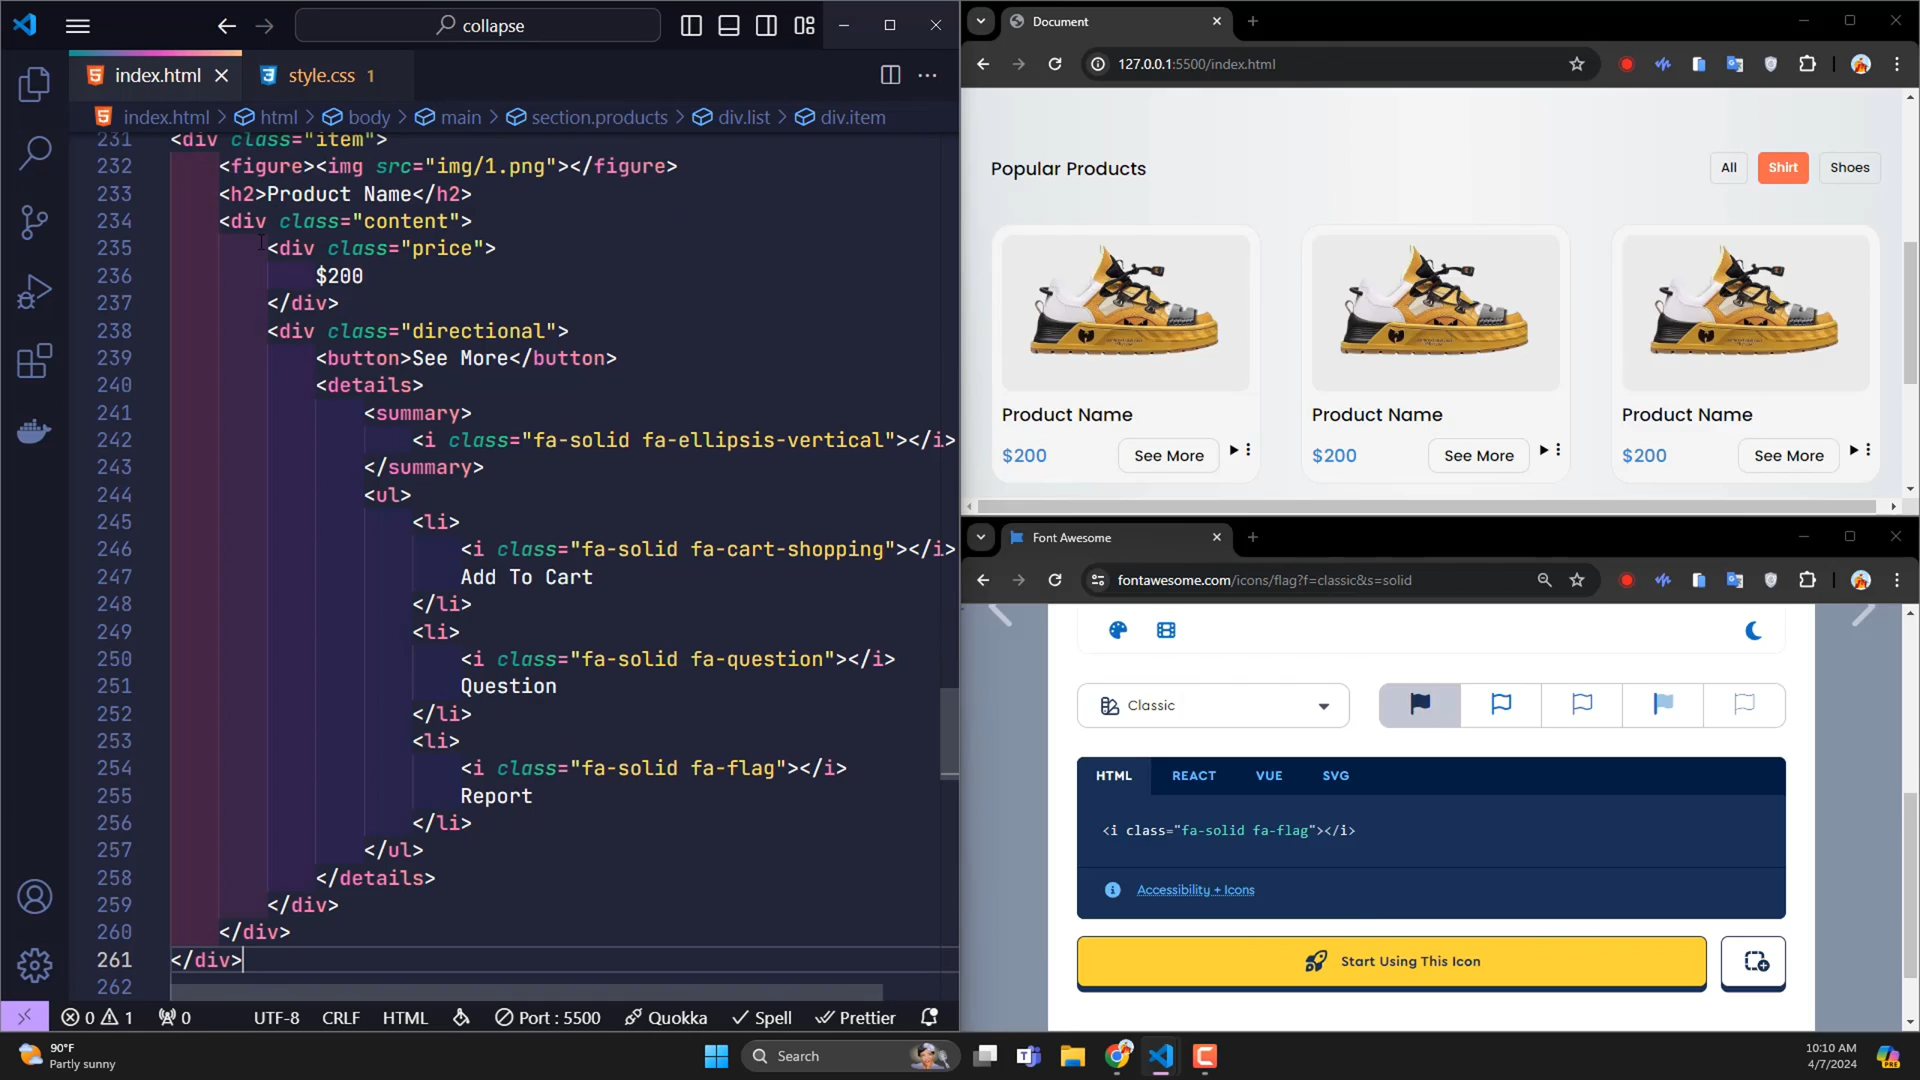 collapse
index.html
style.css 1
index.html > html > body > main > section.products > div.list > div.item
231 <div class="item">
232 <figure><img src="img/1.png"></figure>
233 <h2>Product Name</h2>
234 <div class="content">
235 <div class="price">
236 $200
237 </div>
238 <div class="directional">
239 <button>See More</button>
240 <details>
241 <summary>
242 <i class="fa-solid fa-ellipsis-vertical"></i>
243 </summary>
244 <ul>
245 <li>
246 <i class="fa-solid fa-cart-shopping"></i>
247 Add To Cart
248 </li>
249 <li>
250 <i class="fa-solid fa-question"></i>
251 Question
252 </li>
253 <li>
254 <i class="fa-solid fa-flag"></i>
255 Report
256 </li>
257 </ul>
258 </details>
259 </div>
260 </div>
261 </div>
262
0 1 0 UTF-8 CRLF HTML Port : 5500 Quokka Spell Prettier
Document
127.0.0.1:5500/index.html
Popular Products All Shirt Shoes
Product Name Product Name Product Name
$200 See More $200 See More $200 See More
Font Awesome
fontawesome.com/icons/flag?f=classic&s=solid
Classic
HTML REACT VUE SVG
<i class="fa-solid fa-flag"></i>
Accessibility + Icons
Start Using This Icon
90°F
Partly sunny
Search
10:10 AM
4/7/2024
PRE